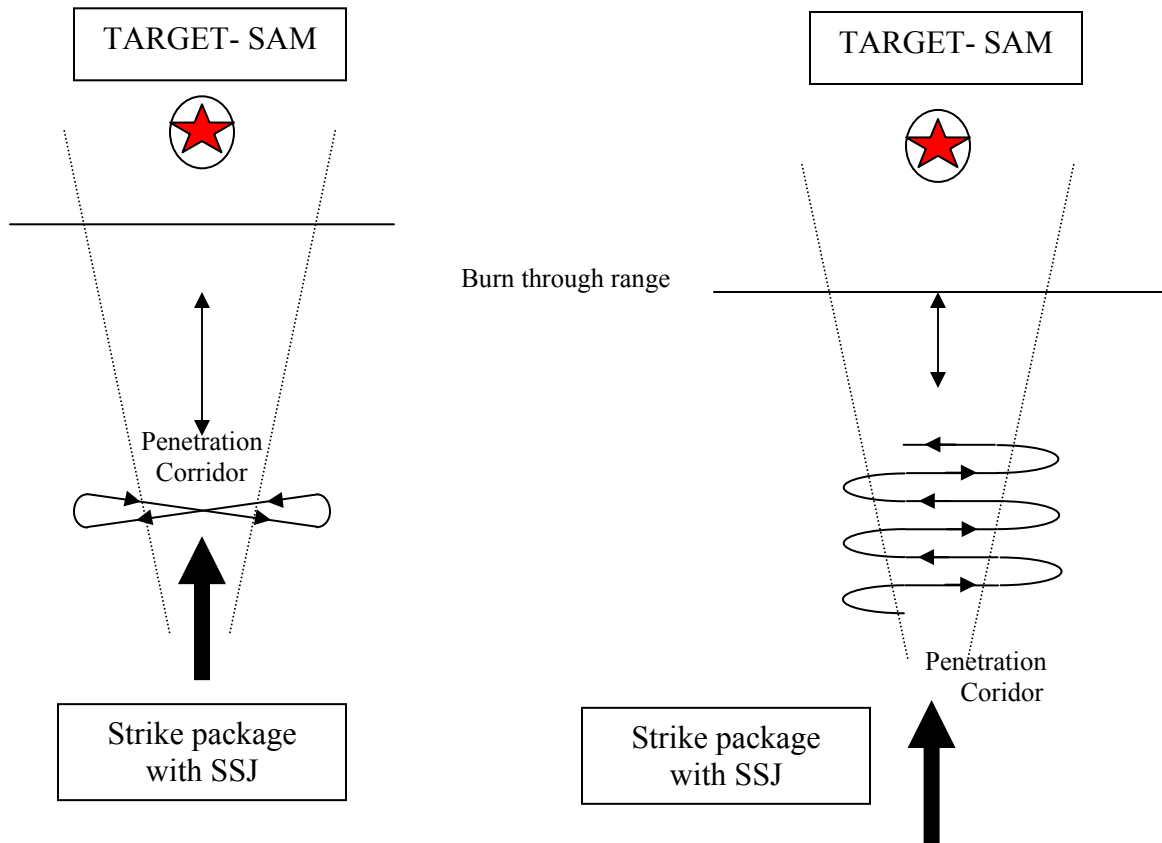 TARGET- SAM
TARGET- SAM
Burn through range
Penetration
Corridor
Penetration
Coridor
Strike package
with SSJ
Strike package
with SSJ